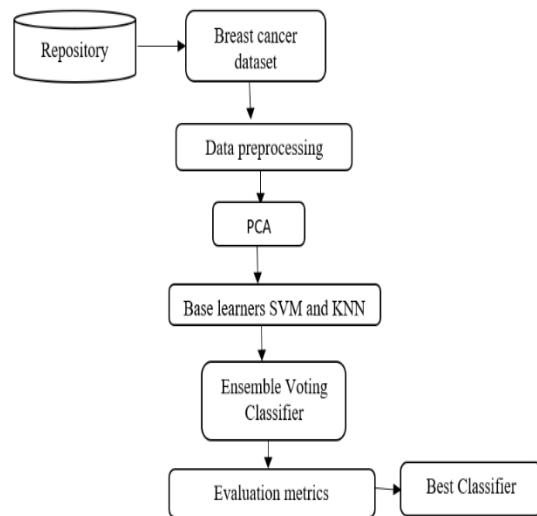 Repository
Breast cancer
dataset
Data preprocessing
PCA
Base learners SVM and KNN
Ensemble Voting
Classifier
Evaluation metrics
Best Classifier